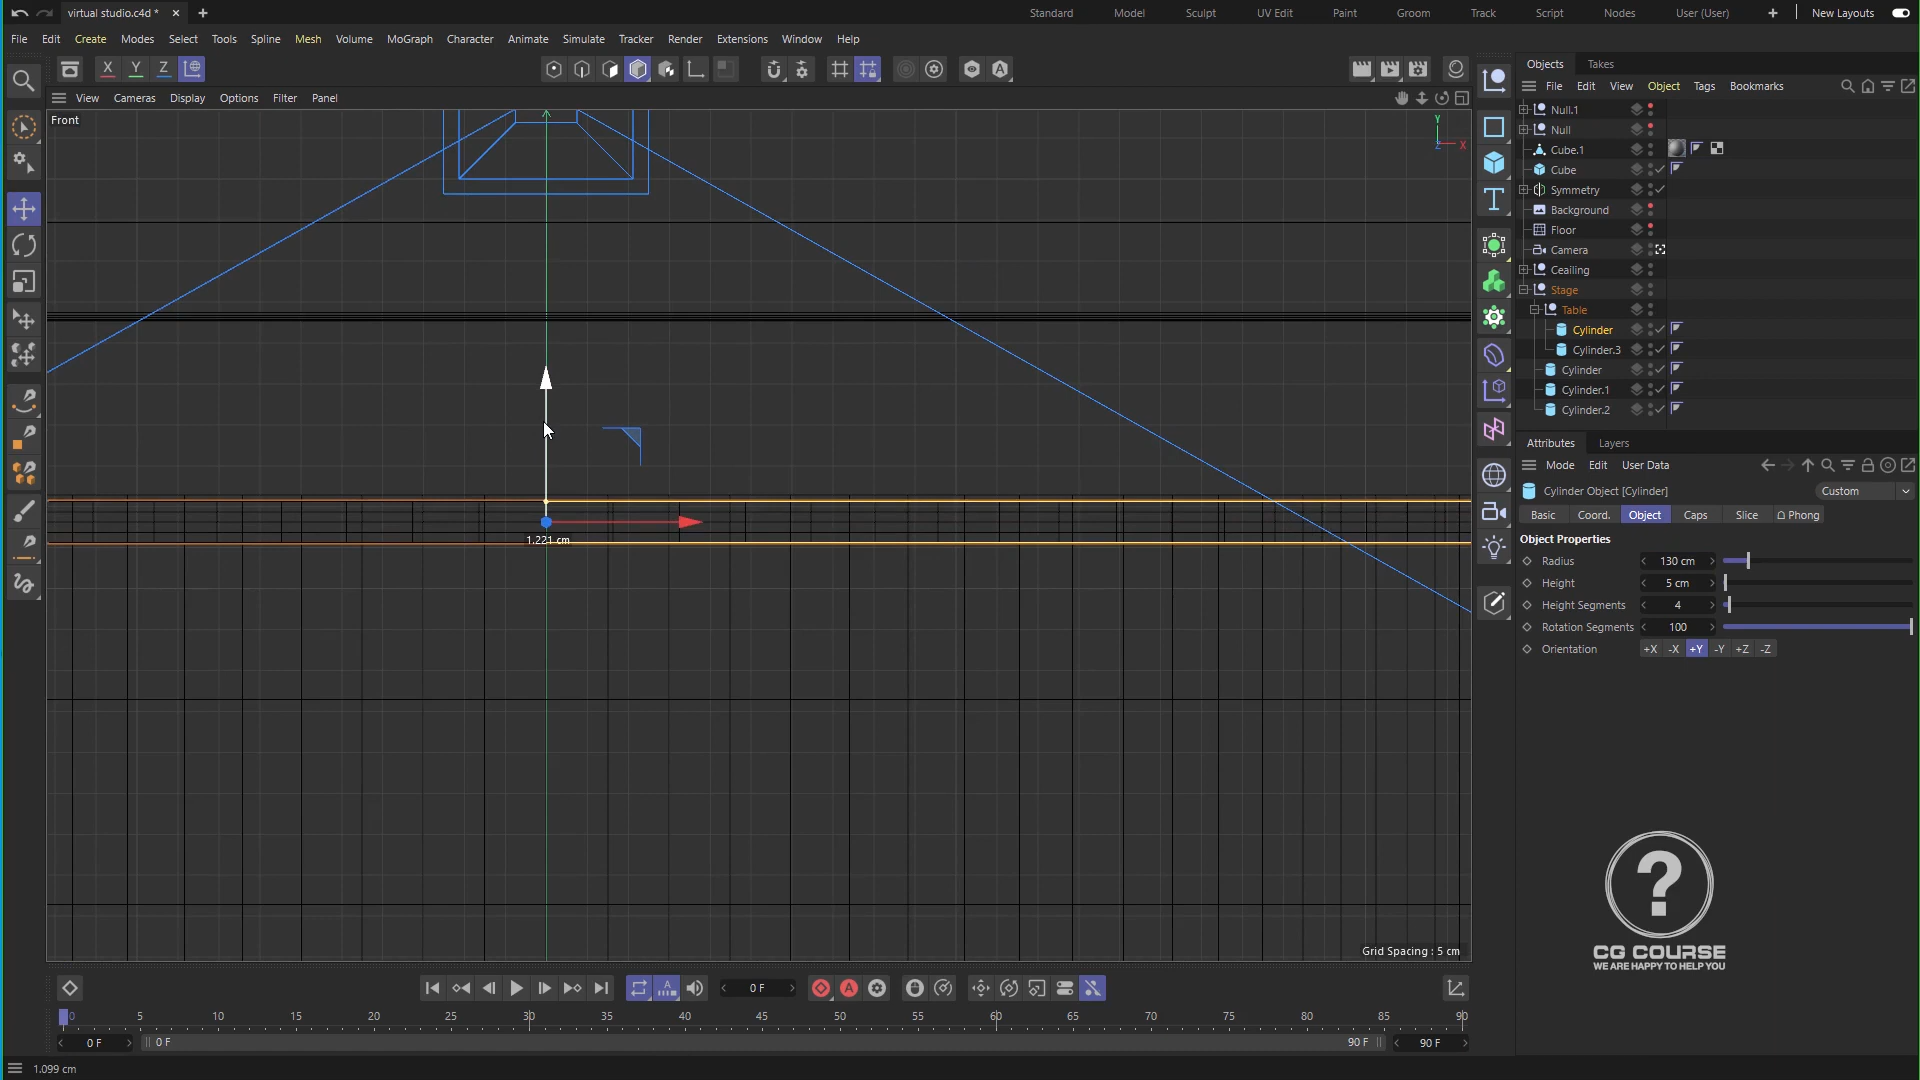 virtual studio.c4d *
Standard Model Sculpt UV Edit Paint Groom Track Script Nodes User (User) New Layouts
File Edit Create Modes Select Tools Spline Mesh Volume MoGraph Character Animate Simulate Tracker Render Extensions Window Help
X Y Z
Objects Takes
File Edit View Object Tags Bookmarks
View Cameras Display Options Filter Panel
Front
Y
X
Z
Null.1
Null
Cube.1
Cube
Symmetry
Background
Floor
Camera
Ceailing
Stage
Table
Cylinder
Cylinder.3
Cylinder
Cylinder.1
Cylinder.2
Attributes Layers
Mode Edit User Data
Cylinder Object [Cylinder] Custom
Basic Coord. Object Caps Slice Phong
Object Properties
Radius 130 cm
Height 5 cm
Height Segments 4
Rotation Segments 100
Orientation +X -X +Y -Y +Z -Z
1.221 cm
Grid Spacing : 5 cm
?
CG COURSE
WE ARE HAPPY TO HELP YOU
0 F
0 5 10 15 20 25 30 35 40 45 50 55 60 65 70 75 80 85 90
0 F 0 F 90 F 90 F
1.099 cm